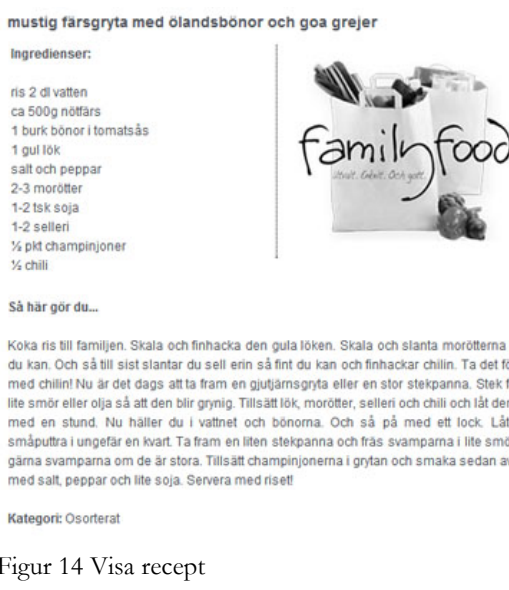 mustig färsgryta med ölandsbönor och goa grejer
Ingredienser:
ris 2 dl vatten
ca 500g nötfärs
1 burk bönor i tomatsås
1 gul lök
salt och peppar
2-3 morötter
1-2 tsk soja
1-2 selleri
½ pkt champinjoner
½ chili
family food
utvalt. Enkelt. Och gott.
Så här gör du...
Koka ris till familjen. Skala och finhacka den gula löken. Skala och slanta morötterna
du kan. Och så till sist slantar du sell erin så fint du kan och finhackar chilin. Ta det
med chilin! Nu är det dags att ta fram en gjutjärnsgryta eller en stor stekpanna. Stek
lite smör eller olja så att den blir grynig. Tillsätt lök, morötter, selleri och chili och låt
med en stund. Nu häller du i vattnet och bönorna. Och så på med ett lock.
småputtra i ungefär en kvart. Ta fram en liten stekpanna och fräs svamparna i lite
gärna svamparna om de är stora. Tillsätt champinjonerna i grytan och smaka sedan
med salt, peppar och lite soja. Servera med riset!
Kategori: Osorterat
Figur 14 Visa recept